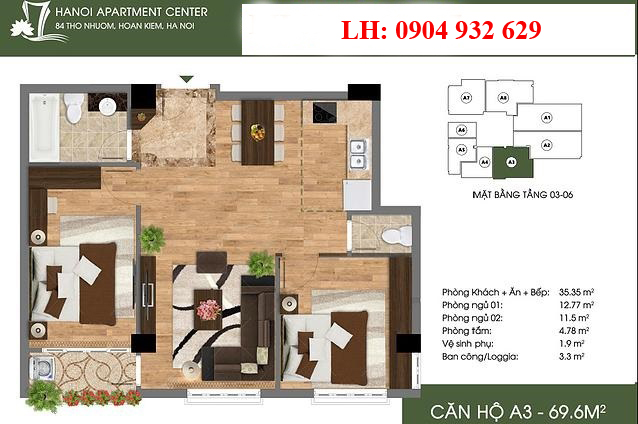 HANOI APARTMENT CENTER
84 THO NHUOM, HOAN KIEM, HA NOI
LH: 0904 932 629
A7
A8
A1
A6
A2
A5
A4
A3
MẶT BẰNG TẦNG 03-06
Phòng Khách + Ăn + Bếp: 35.35 m²
Phòng ngủ 01: 12.77 m²
Phòng ngủ 02: 11.5 m²
Phòng tắm: 4.78 m²
Vệ sinh phụ: 1.9 m²
Ban công/Loggia: 3.3 m²
CĂN HỘ A3 - 69.6M²